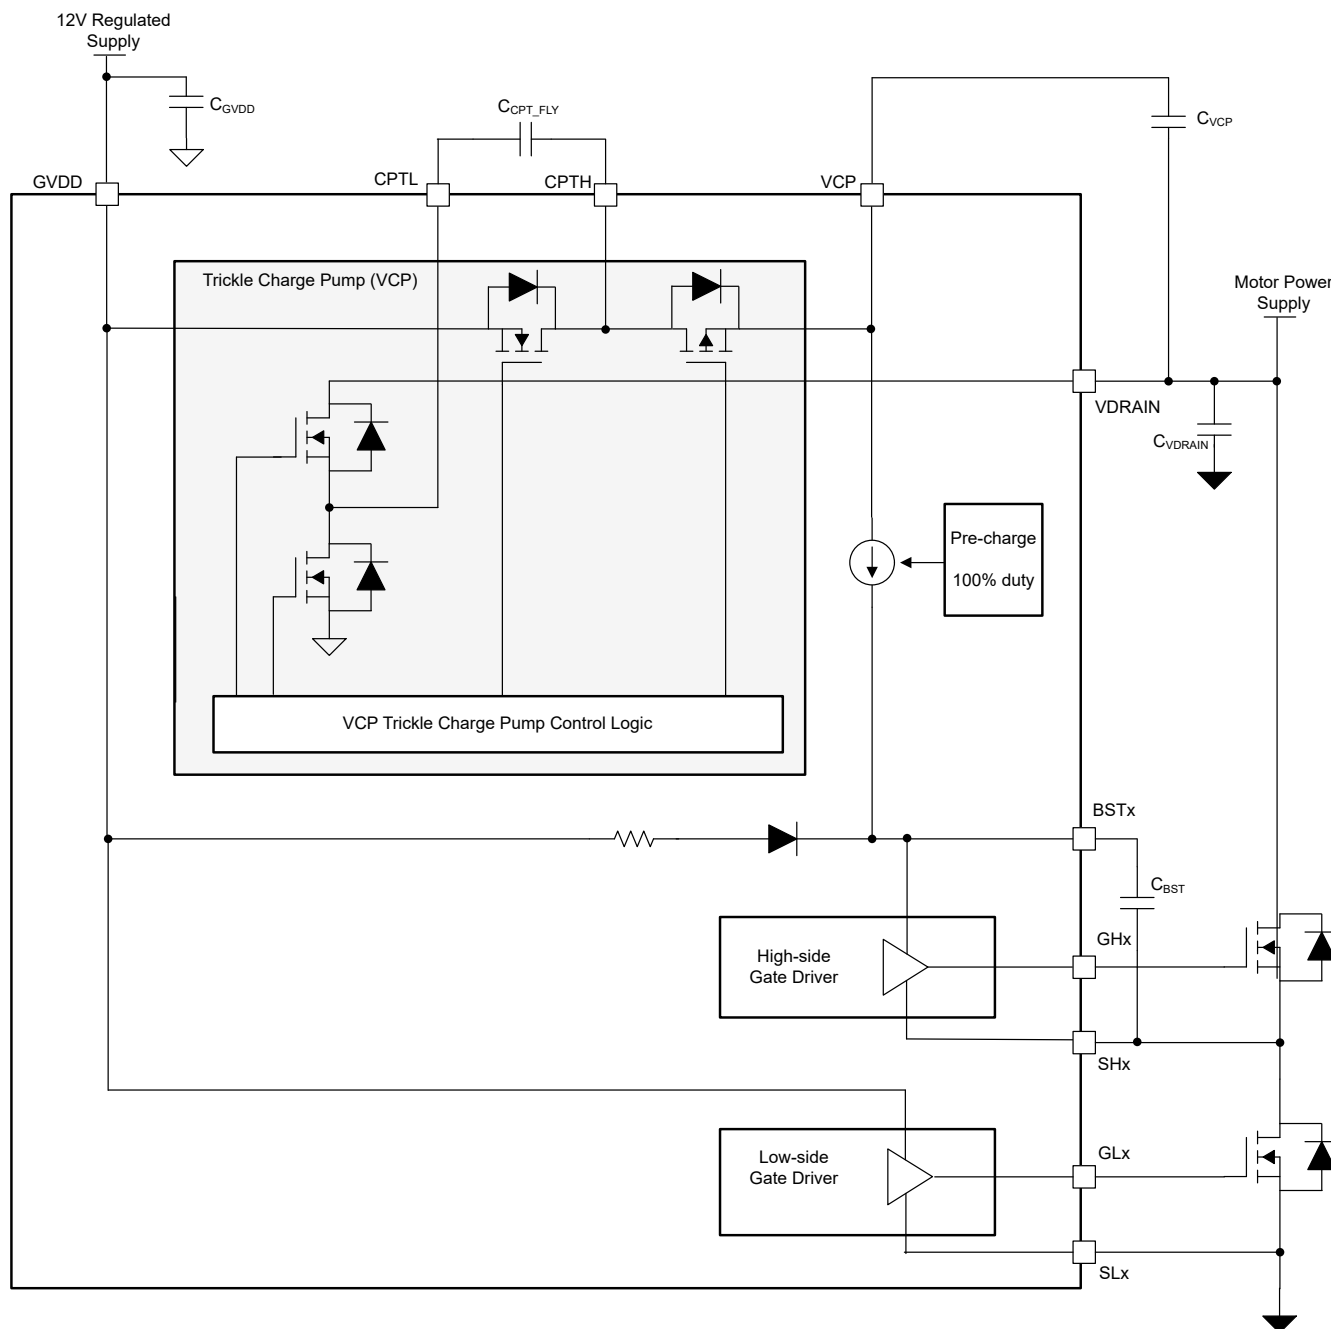 12V Regulated
Supply
CGVDD
CCPT_FLY
CVCP
GVDD
CPTL
CPTH
VCP
Trickle Charge Pump (VCP)
Motor Power
Supply
VDRAIN
CVDRAIN
Pre-charge
100% duty
VCP Trickle Charge Pump Control Logic
BSTx
CBST
High-side
Gate Driver
GHx
SHx
Low-side
Gate Driver
GLx
SLx